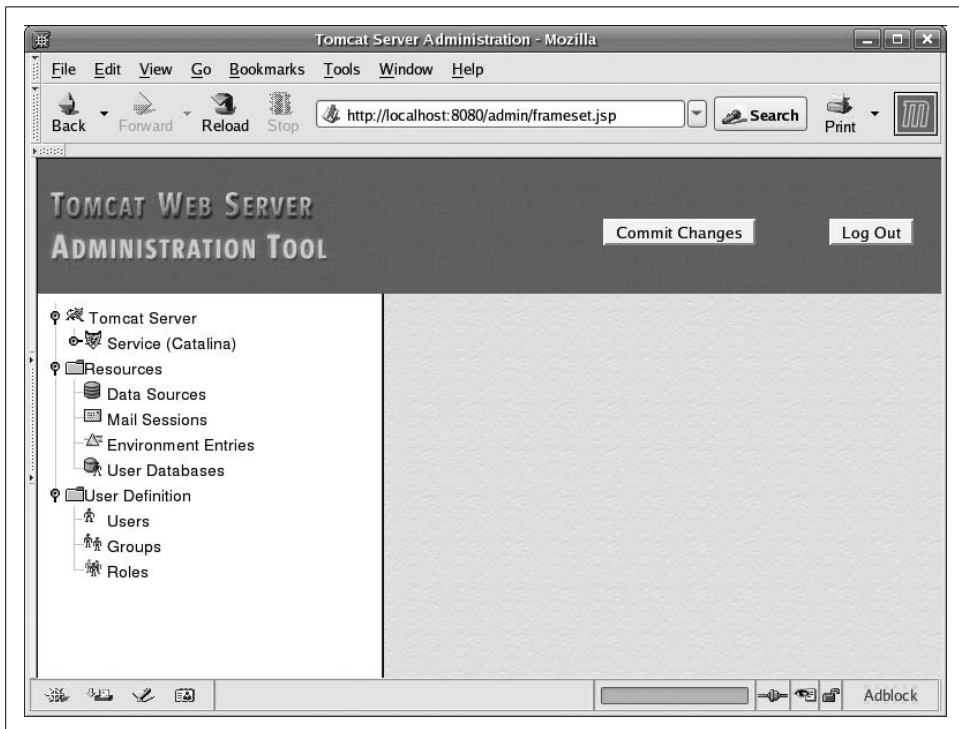 Tomcat Server Administration - Mozilla
File Edit View Go Bookmarks Tools Window Help
Back Forward Reload Stop http://localhost:8080/admin/frameset.jsp Search Print
TOMCAT WEB SERVER
ADMINISTRATION TOOL
Commit Changes Log Out
Tomcat Server
Service (Catalina)
Resources
Data Sources
Mail Sessions
Environment Entries
User Databases
User Definition
Users
Groups
Roles
Adblock